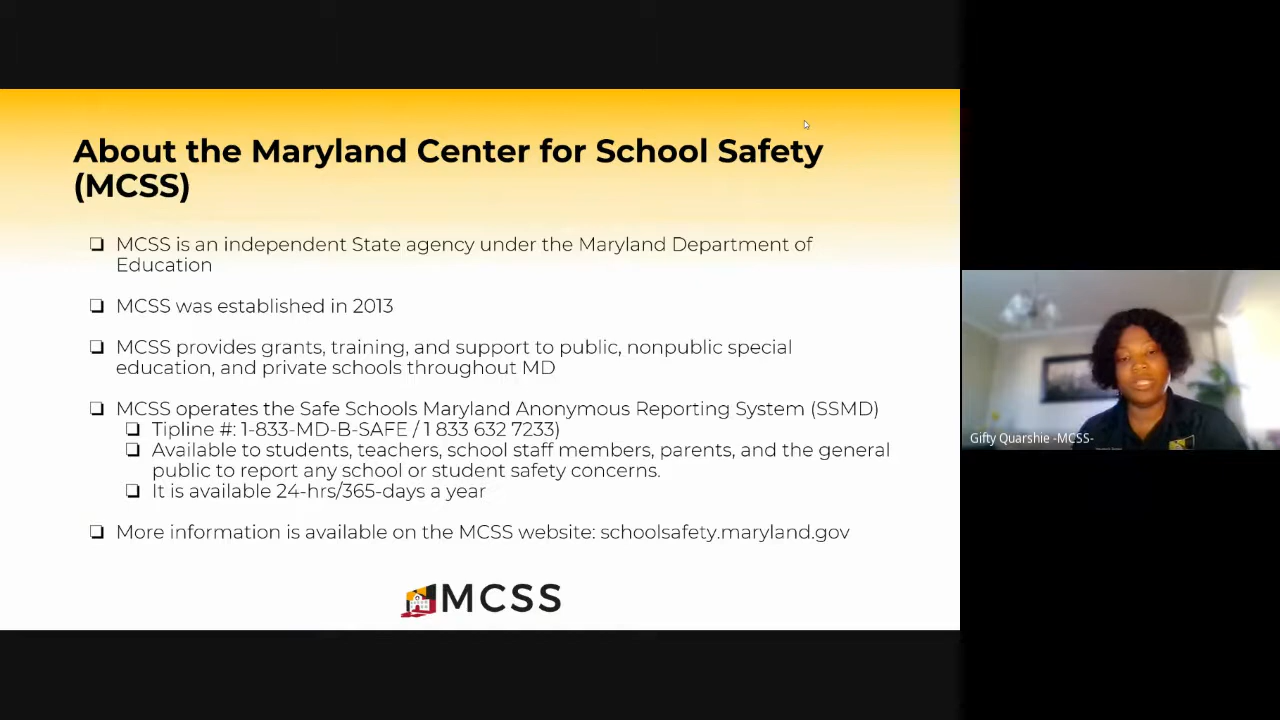 About the Maryland Center for School Safety
(MCSS)
❏ MCSS is an independent State agency under the Maryland Department of
Education
❏ MCSS was established in 2013
❏ MCSS provides grants, training, and support to public, nonpublic special
education, and private schools throughout MD
❏ MCSS operates the Safe Schools Maryland Anonymous Reporting System (SSMD)
❏ Tipline #: 1-833-MD-B-SAFE / 1 833 632 7233)
❏ Available to students, teachers, school staff members, parents, and the general
public to report any school or student safety concerns.
❏ It is available 24-hrs/365-days a year
❏ More information is available on the MCSS website: schoolsafety.maryland.gov
MCSS
Gifty Quarshie -MCSS-